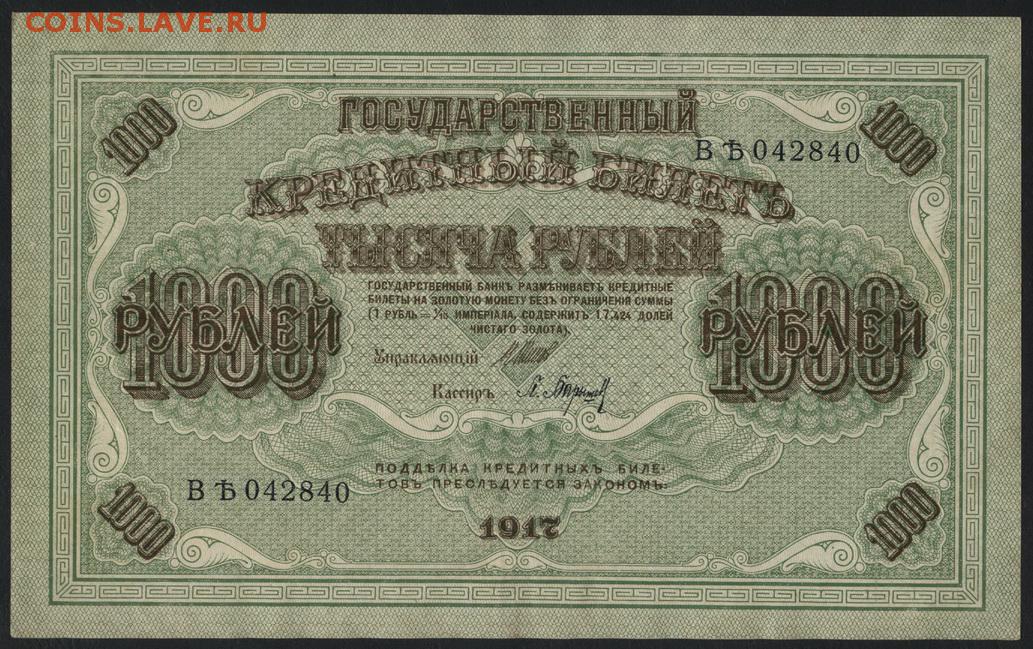 COINS.LAVE.RU
1000
1000
ГОСУДАРСТВЕННЫЙ
ВѢ042840
КРЕДИТНЫЙ БИЛЕТЪ
ТЫСЯЧА РУБЛЕЙ
ГОСУДАРСТВЕННЫЙ БАНКЪ РАЗМѢНИВАЕТЪ КРЕДИТНЫЕ
БИЛЕТЫ НА ЗОЛОТУЮ МОНЕТУ БЕЗЪ ОГРАНИЧЕНІЯ СУММЫ
(1 РУБЛЬ = 1/15 ИМПЕРІАЛА, СОДЕРЖИТЪ 17,424 ДОЛЕЙ
ЧИСТАГО ЗОЛОТА).
1000
РУБЛЕЙ
1000
РУБЛЕЙ
Управляющій
Кассиръ
ПОДДѢЛКА КРЕДИТНЫХЪ БИЛЕ-
ТОВЪ ПРЕСЛѢДУЕТСЯ ЗАКОНОМЪ.
ВѢ042840
1917
1000
1000